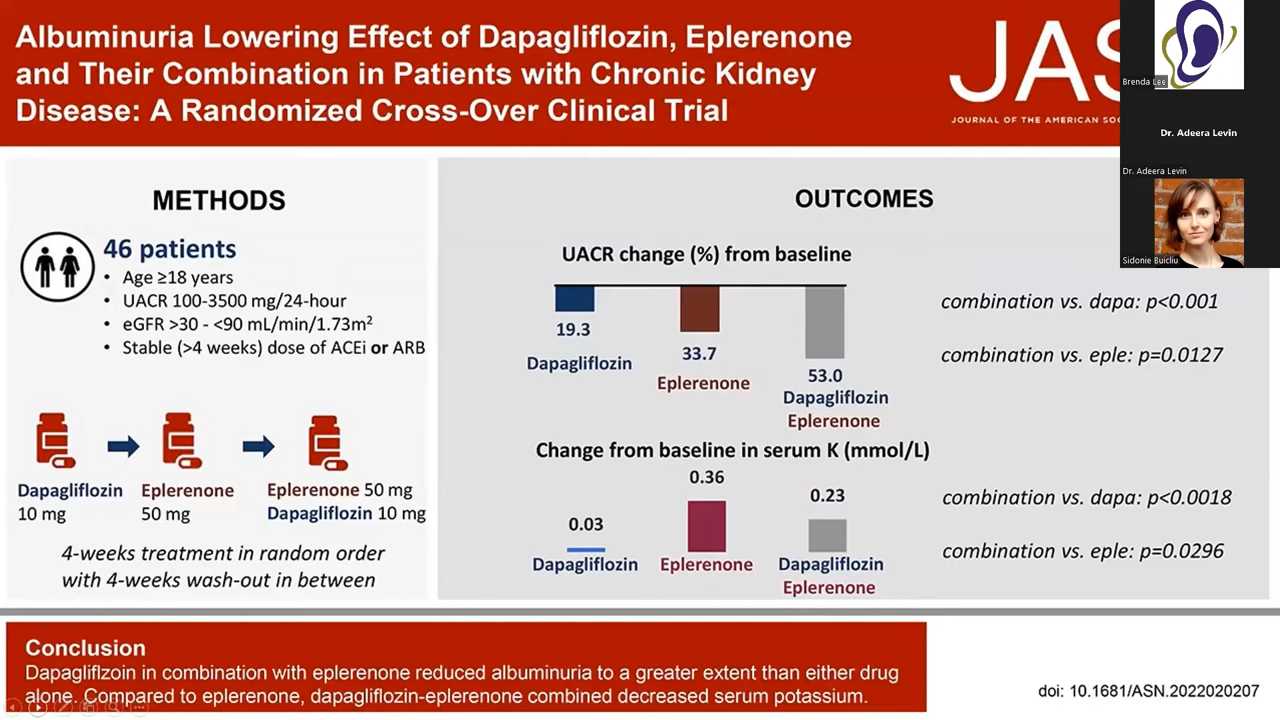 Albuminuria Lowering Effect of Dapagliflozin, Eplerenone
and Their Combination in Patients with Chronic Kidney
Disease: A Randomized Cross-Over Clinical Trial
JAS
JOURNAL OF THE AMERICAN SOC
Brenda Lee
Dr. Adeera Levin
Dr. Adeera Levin
Sidonie Buicliu
METHODS
46 patients
• Age ≥18 years
• UACR 100-3500 mg/24-hour
• eGFR >30 - <90 mL/min/1.73m²
• Stable (>4 weeks) dose of ACEi or ARB
Dapagliflozin
10 mg
Eplerenone
50 mg
Eplerenone 50 mg
Dapagliflozin 10 mg
4-weeks treatment in random order
with 4-weeks wash-out in between
OUTCOMES
UACR change (%) from baseline
19.3
Dapagliflozin
33.7
Eplerenone
53.0
Dapagliflozin
Eplerenone
combination vs. dapa: p<0.001
combination vs. eple: p=0.0127
Change from baseline in serum K (mmol/L)
0.03
Dapagliflozin
0.36
Eplerenone
0.23
Dapagliflozin
Eplerenone
combination vs. dapa: p<0.0018
combination vs. eple: p=0.0296
Conclusion
Dapagliflzoin in combination with eplerenone reduced albuminuria to a greater extent than either drug
alone. Compared to eplerenone, dapagliflozin-eplerenone combined decreased serum potassium.
doi: 10.1681/ASN.2022020207